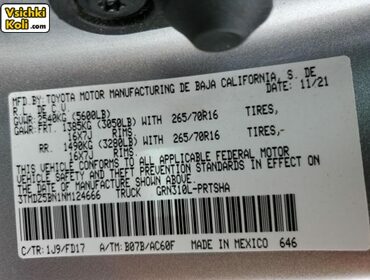 Vsichki
Koli.com
MFD.BY:TOYOTA MOTOR MANUFACTURING DE BAJA CALIFORNIA, S. DE
R.L. DE C.V. DATE: 11/21
GVWR: 2540KG(5600LB)
GAWR:FRT. 1385KG (3050LB)WITH 265/70R16 TIRES,
16X7J RIMS
RR. 1490KG (3280LB)WITH 265/70R16 TIRES,-
16X7J RIMS
THIS VEHICLE CONFORMS TO ALL APPLICABLE FEDERAL MOTOR
VEHICLE SAFETY AND THEFT PREVENTION STANDARDS IN EFFECT ON
THE DATE OF MANUFACTURE SHOWN ABOVE.
3TMDZ5BN1NM124666 TRUCK GRN310L-PRTSHA
C/TR: 1J9/FD17 A/TM: B07B/AC60F MADE IN MEXICO 646